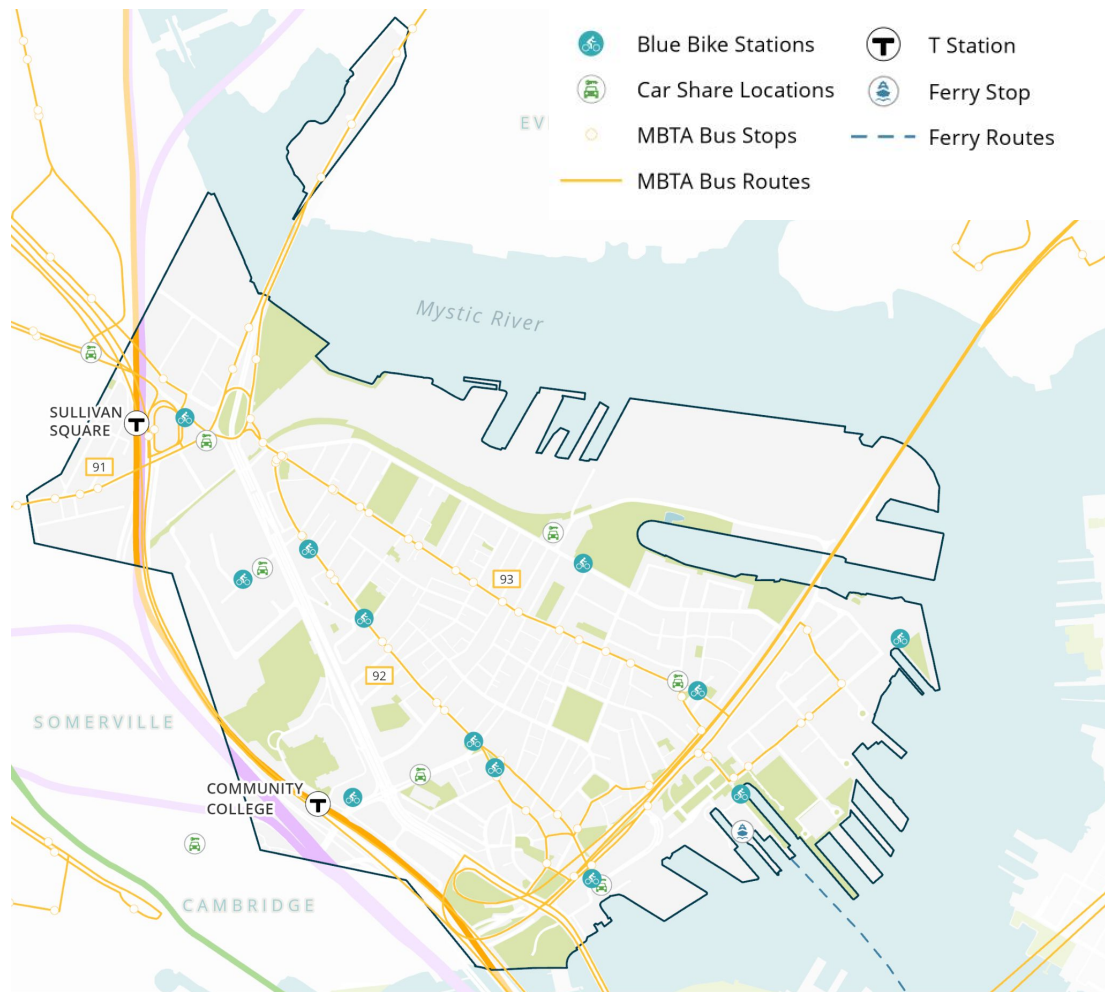 Blue Bike Stations
T Station
Car Share Locations
Ferry Stop
MBTA Bus Stops
Ferry Routes
MBTA Bus Routes
EV
Mystic River
SULLIVAN
SQUARE
T
91
93
92
SOMERVILLE
COMMUNITY
COLLEGE
T
CAMBRIDGE